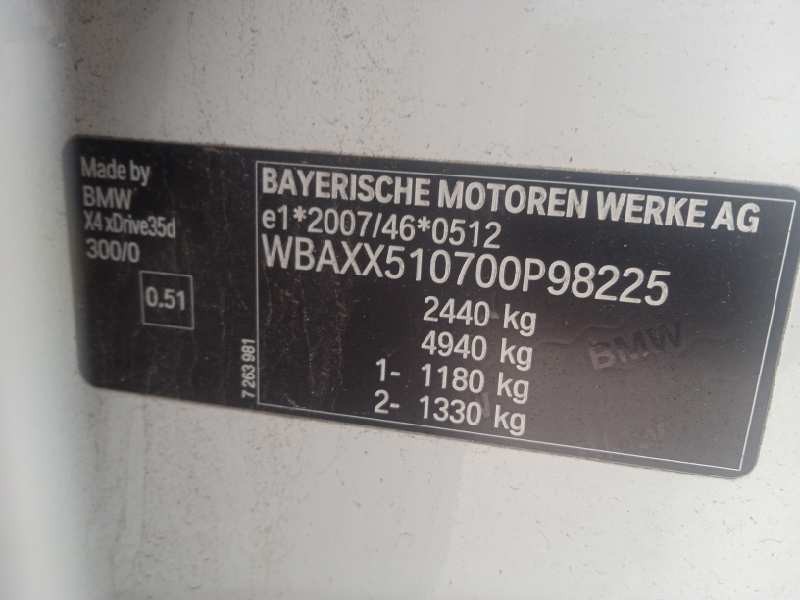 Made by
BMW
X4 xDrive35d
300/0
0.51
7 263 981
BAYERISCHE MOTOREN WERKE AG
e1*2007/46*0512
WBAXX510700P98225
2440 kg
4940 kg
1- 1180 kg
2- 1330 kg
BMW